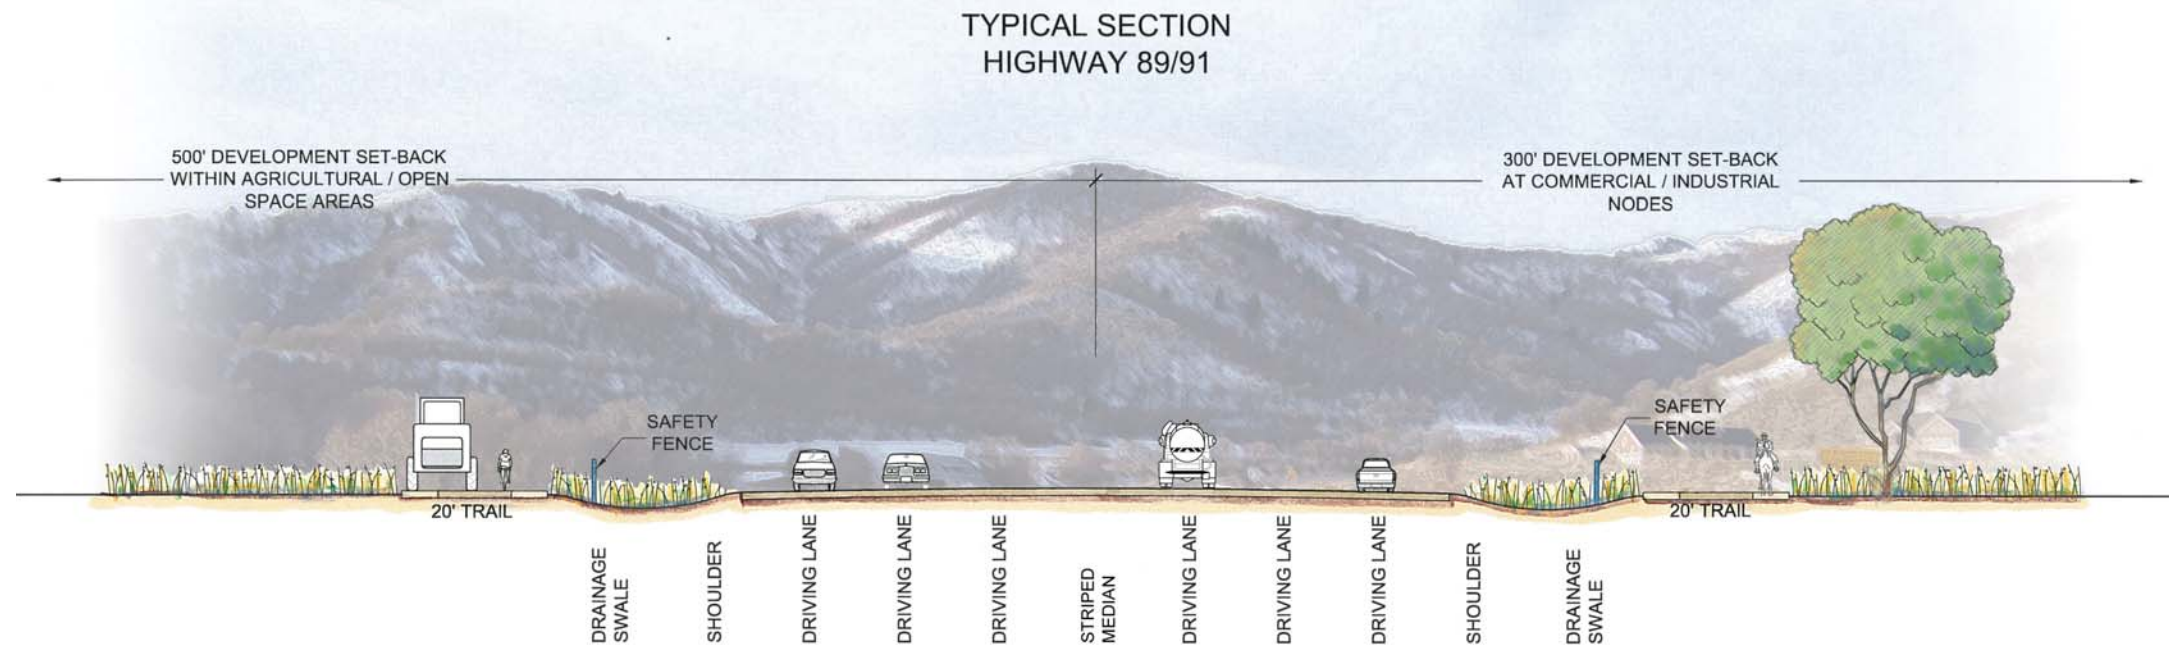 TYPICAL SECTION
HIGHWAY 89/91
500' DEVELOPMENT SET-BACK
WITHIN AGRICULTURAL / OPEN
SPACE AREAS
300' DEVELOPMENT SET-BACK
AT COMMERCIAL / INDUSTRIAL
NODES
SAFETY
FENCE
SAFETY
FENCE
20' TRAIL
20' TRAIL
DRAINAGE
SWALE
SHOULDER
DRIVING LANE
DRIVING LANE
DRIVING LANE
STRIPED
MEDIAN
DRIVING LANE
DRIVING LANE
DRIVING LANE
SHOULDER
DRAINAGE
SWALE